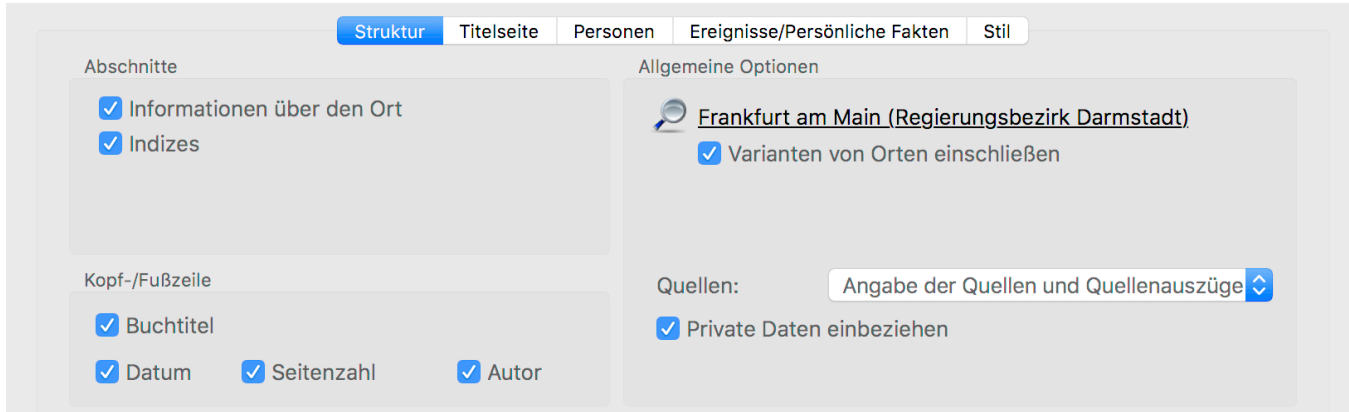 Struktur Titelseite Personen Ereignisse/Persönliche Fakten Stil
Abschnitte
Informationen über den Ort
Indizes
Kopf-/Fußzeile
Buchtitel
Datum Seitenzahl Autor
Allgemeine Optionen
Frankfurt am Main (Regierungsbezirk Darmstadt)
Varianten von Orten einschließen
Quellen: Angabe der Quellen und Quellenauszüge
Private Daten einbeziehen